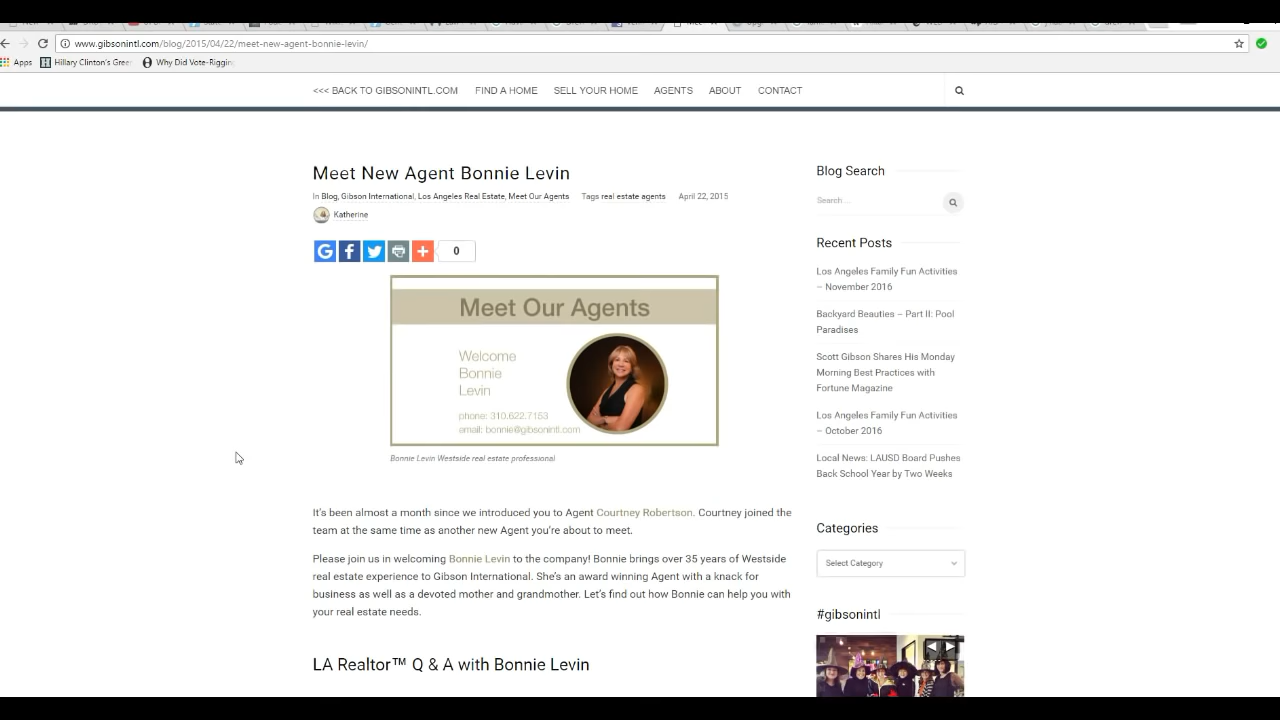 www.gibsonintl.com/blog/2015/04/22/meet-new-agent-bonnie-levin/
Apps Hillary Clinton's Gree Why Did Vote-Rigging
<<< BACK TO GIBSONINTL.COM FIND A HOME SELL YOUR HOME AGENTS ABOUT CONTACT
Meet New Agent Bonnie Levin
In Blog, Gibson International, Los Angeles Real Estate, Meet Our Agents Tags real estate agents April 22, 2015
Katherine
0
Meet Our Agents
Welcome
Bonnie
Levin
phone: 310.622.7153
email: bonnie@gibsonintl.com
Bonnie Levin Westside real estate professional
It's been almost a month since we introduced you to Agent Courtney Robertson. Courtney joined the
team at the same time as another new Agent you're about to meet.
Please join us in welcoming Bonnie Levin to the company! Bonnie brings over 35 years of Westside
real estate experience to Gibson International. She's an award winning Agent with a knack for
business as well as a devoted mother and grandmother. Let's find out how Bonnie can help you with
your real estate needs.
LA Realtor™ Q & A with Bonnie Levin
Blog Search
Search ...
Recent Posts
Los Angeles Family Fun Activities
– November 2016
Backyard Beauties – Part II: Pool
Paradises
Scott Gibson Shares His Monday
Morning Best Practices with
Fortune Magazine
Los Angeles Family Fun Activities
– October 2016
Local News: LAUSD Board Pushes
Back School Year by Two Weeks
Categories
Select Category
#gibsonintl